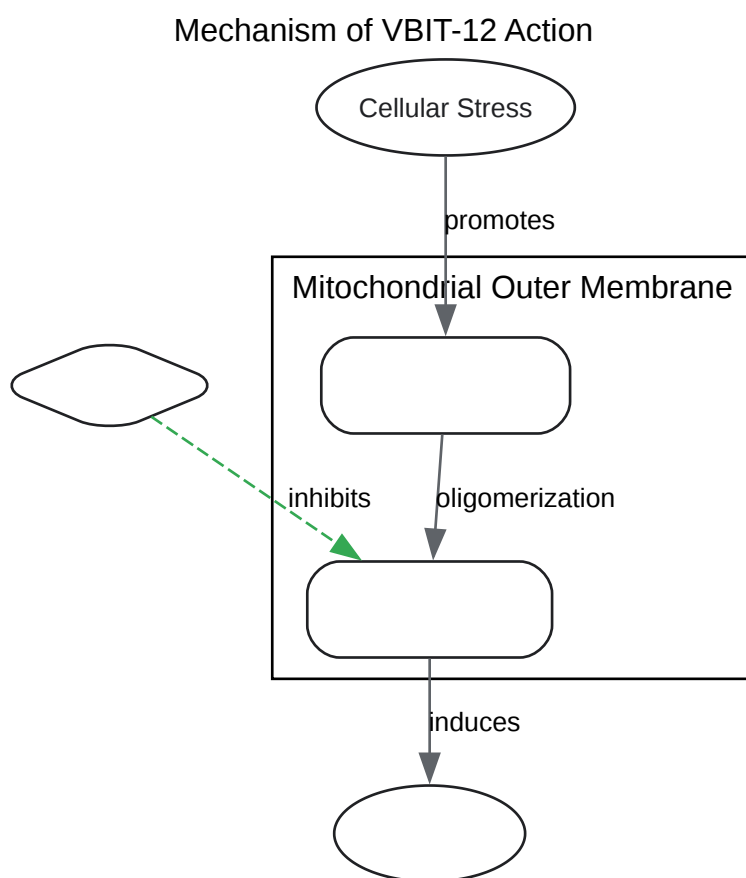 Mechanism of VBIT-12 Action
Cellular Stress
promotes
Mitochondrial Outer Membrane
inhibits
oligomerization
induces